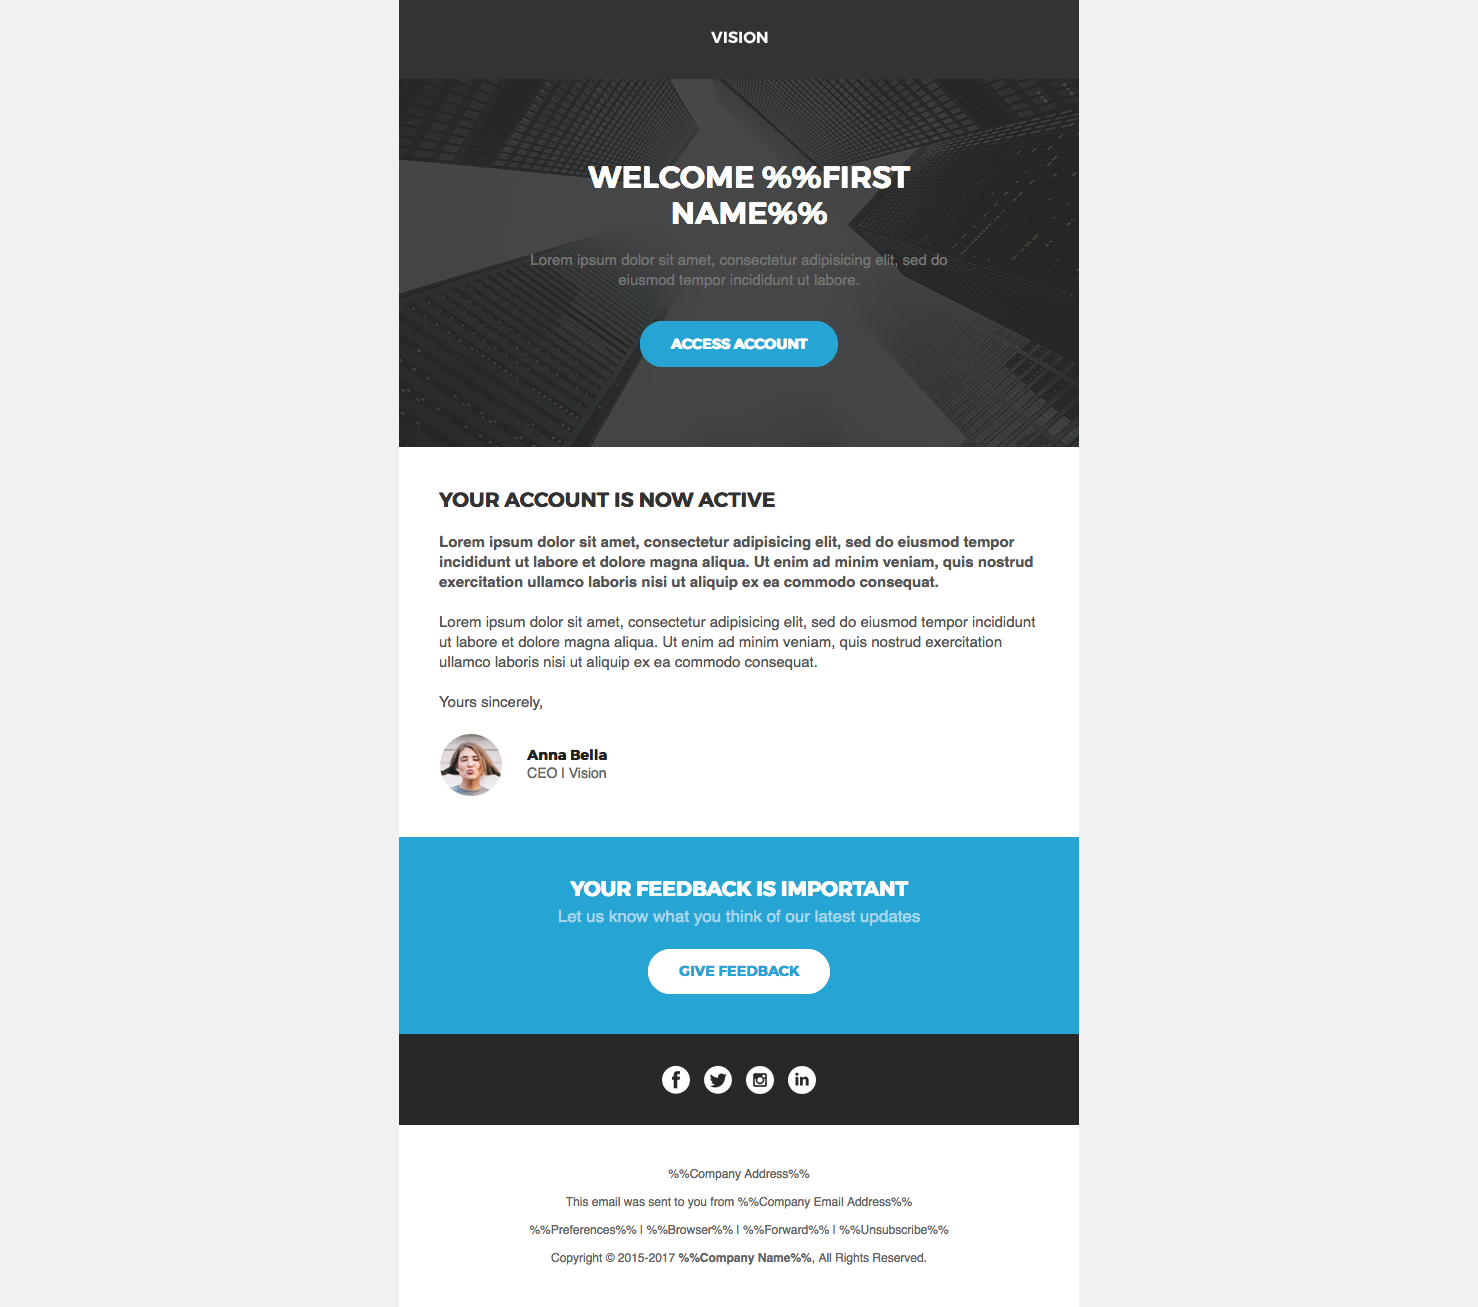 VISION
WELCOME %%FIRST
NAME%%
Lorem ipsum dolor sit amet, consectetur adipisicing elit, sed do
eiusmod tempor incididunt ut labore.
ACCESS ACCOUNT
YOUR ACCOUNT IS NOW ACTIVE
Lorem ipsum dolor sit amet, consectetur adipisicing elit, sed do eiusmod tempor
incididunt ut labore et dolore magna aliqua. Ut enim ad minim veniam, quis nostrud
exercitation ullamco laboris nisi ut aliquip ex ea commodo consequat.
Lorem ipsum dolor sit amet, consectetur adipisicing elit, sed do eiusmod tempor incididunt
ut labore et dolore magna aliqua. Ut enim ad minim veniam, quis nostrud exercitation
ullamco laboris nisi ut aliquip ex ea commodo consequat.
Yours sincerely,
Anna Bella
CEO | Vision
YOUR FEEDBACK IS IMPORTANT
Let us know what you think of our latest updates
GIVE FEEDBACK
%%Company Address%%
This email was sent to you from %%Company Email Address%%
%%Preferences%% | %%Browser%% | %%Forward%% | %%Unsubscribe%%
Copyright © 2015-2017 %%Company Name%%, All Rights Reserved.